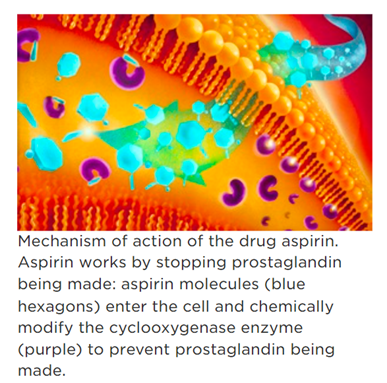 Mechanism of action of the drug aspirin.
Aspirin works by stopping prostaglandin
being made: aspirin molecules (blue
hexagons) enter the cell and chemically
modify the cyclooxygenase enzyme
(purple) to prevent prostaglandin being
made.